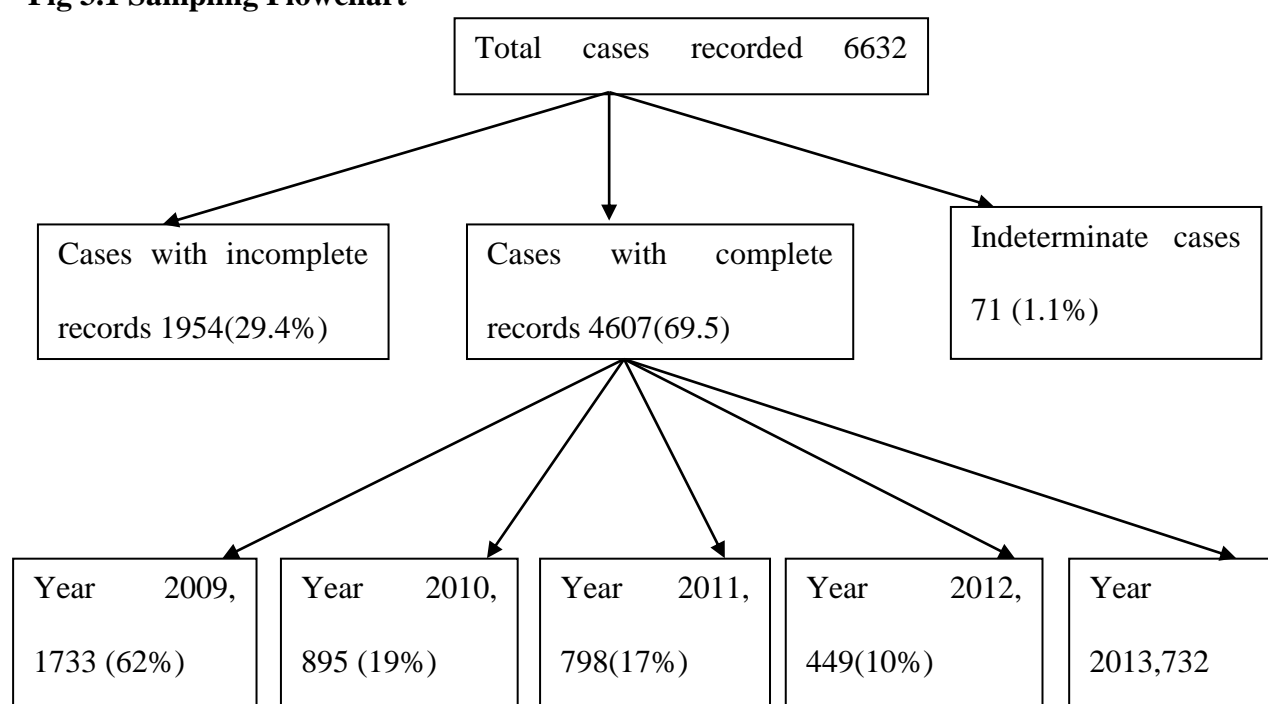 Fig 3.1 Sampling Flowchart
Total cases recorded 6632
Cases with incomplete
records 1954(29.4%)
Cases with complete
records 4607(69.5)
Indeterminate cases
71 (1.1%)
Year 2009,
1733 (62%)
Year 2010,
895 (19%)
Year 2011,
798(17%)
Year 2012,
449(10%)
Year
2013,732